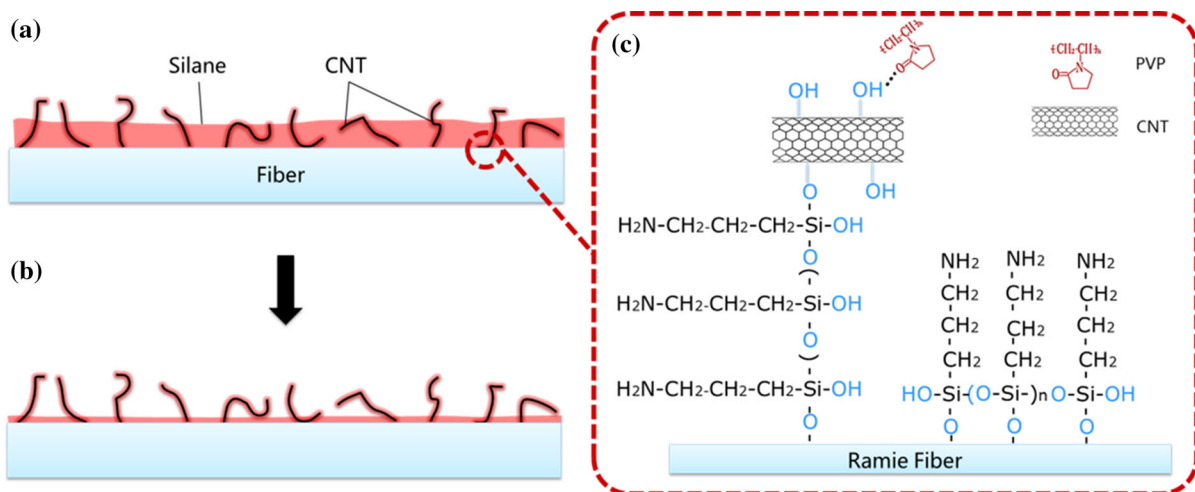 (a)
Silane
CNT
Fiber
(b)
(c)
OH
OH
O
N
O
OH
H2N-CH2-CH2-CH2-Si-OH
O
(
H2N-CH2-CH2-CH2-Si-OH
O
)
H2N-CH2-CH2-CH2-Si-OH
O
PVP
N
O
CNT
NH2 NH2 NH2
CH2 CH2 CH2
CH2 CH2 CH2
CH2 CH2 CH2
HO-Si-(O-Si-)n O-Si-OH
O O O
Ramie Fiber